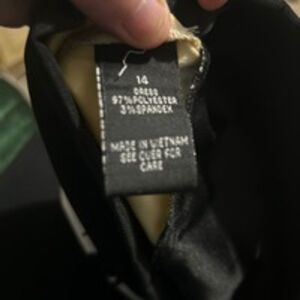 14
DRESS
97%POLYESTER
3%SPANDEX
MADE IN VIETNAM
SEE OVER FOR
CARE